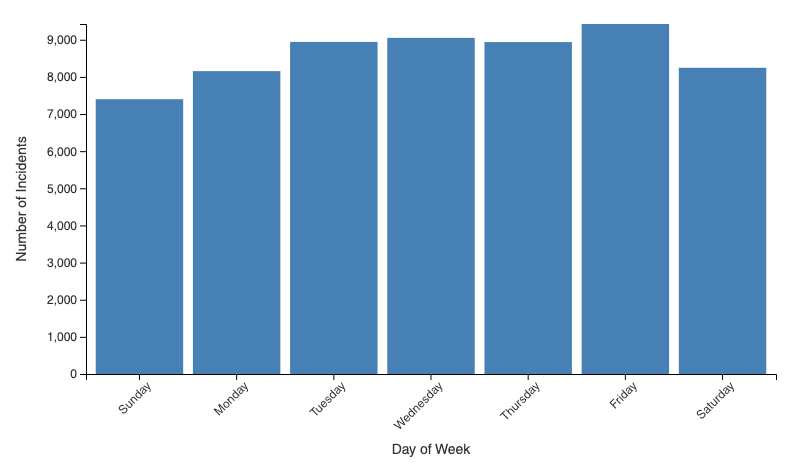 9,000
8,000
7,000
6,000
5,000
4,000
3,000
2,000
1,000
0
Number of Incidents
Sunday
Monday
Tuesday
Wednesday
Thursday
Friday
Saturday
Day of Week